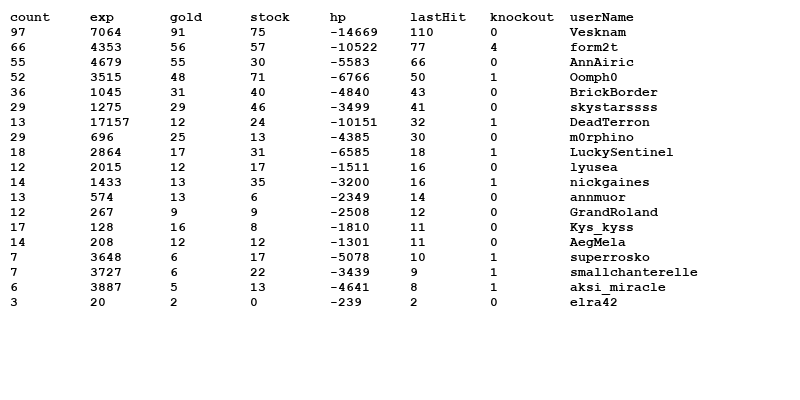 count exp gold stock hp lastHit knockout userName
97 7064 91 75 -14669 110 0 Vesknam
66 4353 56 57 -10522 77 4 form2t
55 4679 55 30 -5583 66 0 AnnAiric
52 3515 48 71 -6766 50 1 Oomph0
36 1045 31 40 -4840 43 0 BrickBorder
29 1275 29 46 -3499 41 0 skystarssss
13 17157 12 24 -10151 32 1 DeadTerron
29 696 25 13 -4385 30 0 m0rphino
18 2864 17 31 -6585 18 1 LuckySentinel
12 2015 12 17 -1511 16 0 lyusea
14 1433 13 35 -3200 16 1 nickgaines
13 574 13 6 -2349 14 0 annmuor
12 267 9 9 -2508 12 0 GrandRoland
17 128 16 8 -1810 11 0 Kys_kyss
14 208 12 12 -1301 11 0 AegMela
7 3648 6 17 -5078 10 1 superrosko
7 3727 6 22 -3439 9 1 smallchanterelle
6 3887 5 13 -4641 8 1 aksi_miracle
3 20 2 0 -239 2 0 elra42